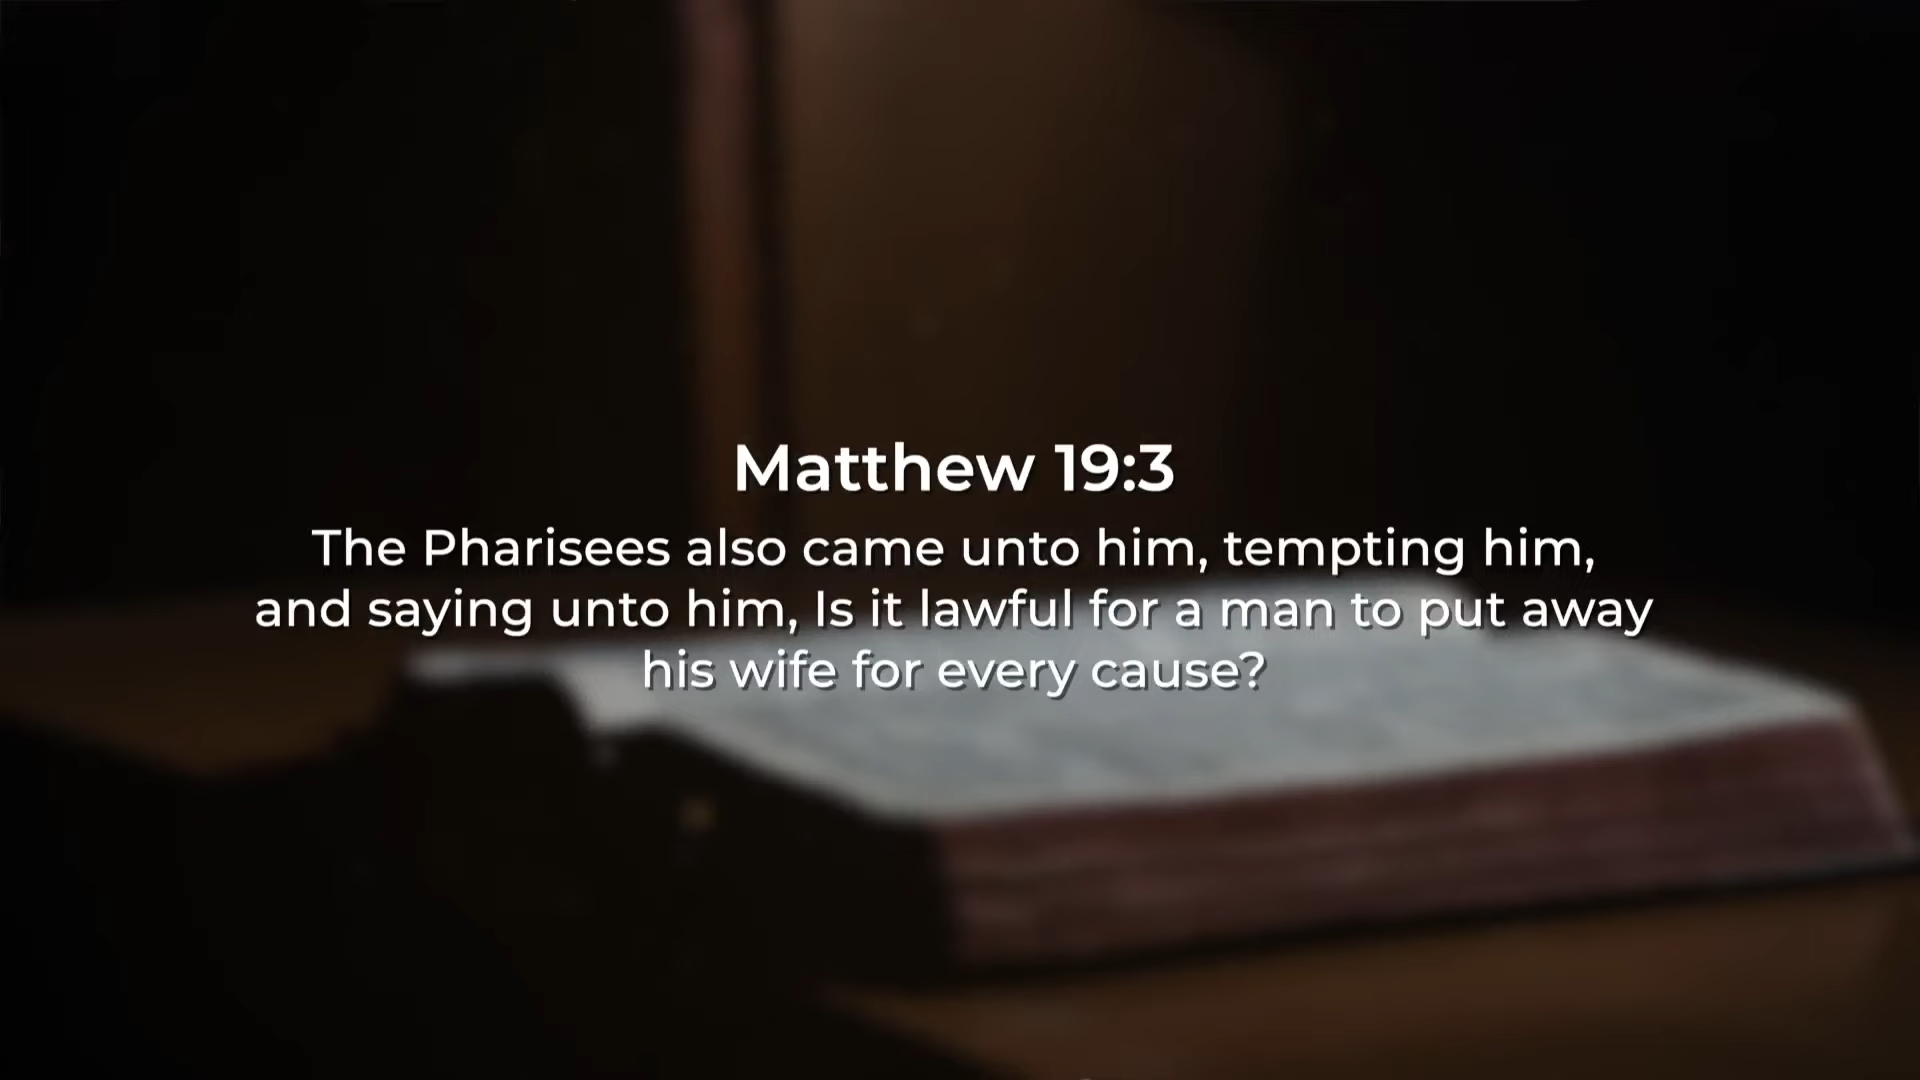 Matthew 19:3
The Pharisees also came unto him, tempting him,
and saying unto him, Is it lawful for a man to put away
his wife for every cause?